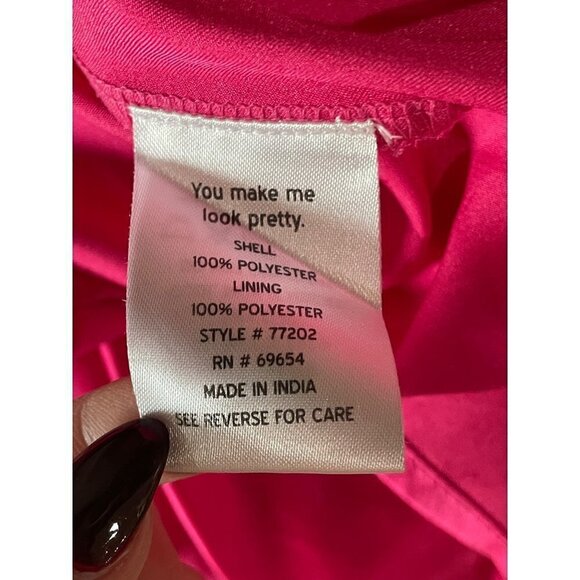 You make me
look pretty.
SHELL
100% POLYESTER
LINING
100% POLYESTER
STYLE # 77202
RN # 69654
MADE IN INDIA
SEE REVERSE FOR CARE